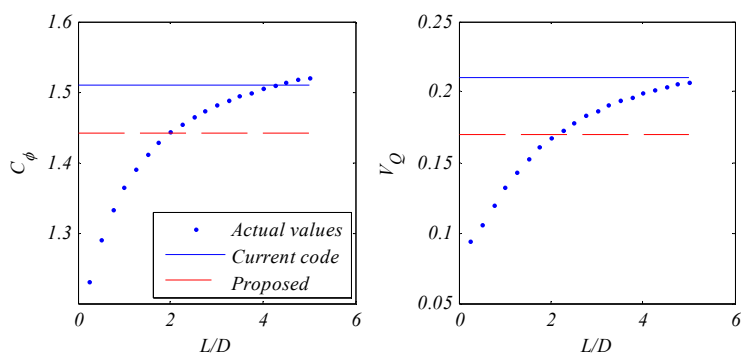 1.6
1.5
1.4
1.3
C_ϕ
0
2
4
6
L/D
Actual values
Current code
Proposed
0.25
0.2
0.15
0.1
0.05
V_Q
0
2
4
6
L/D